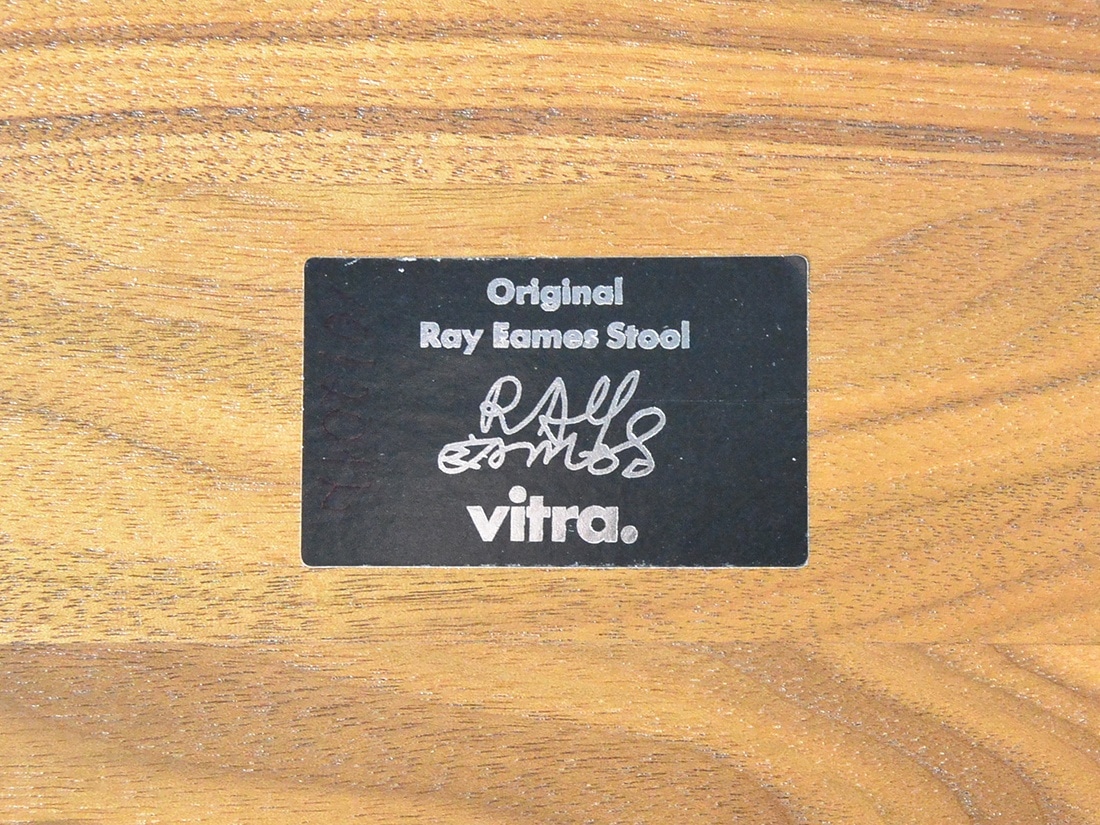 Original
Ray Eames Stool
RAY
EAMES
vitra.